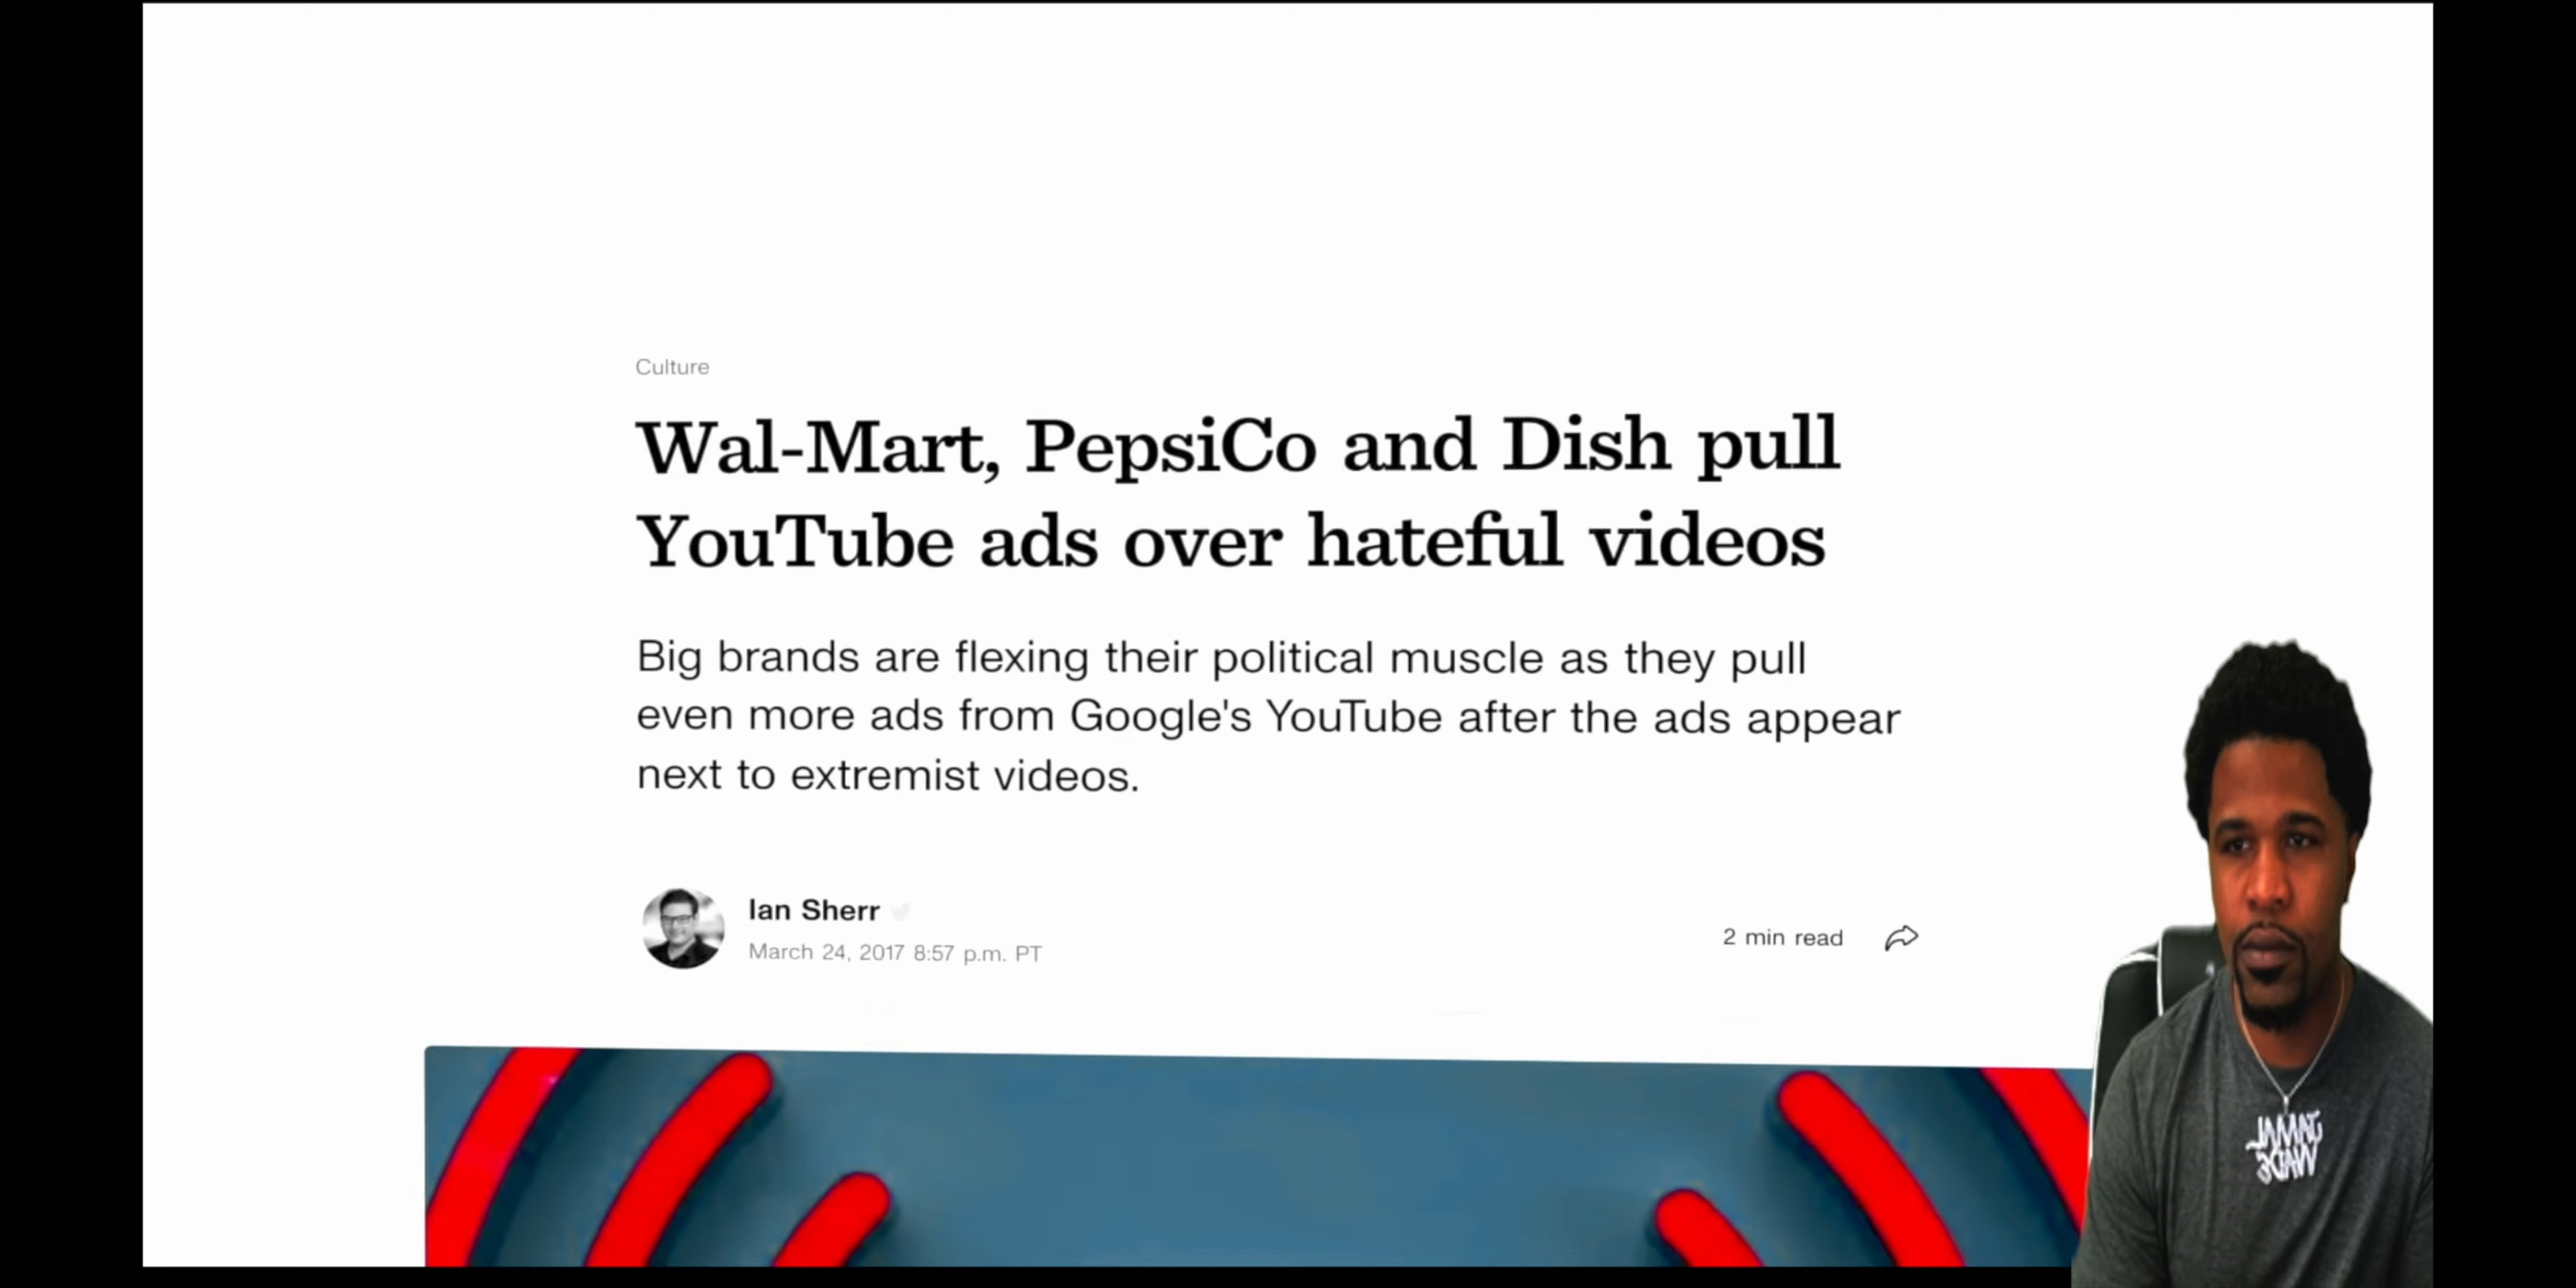 Culture
Wal-Mart, PepsiCo and Dish pull
YouTube ads over hateful videos
Big brands are flexing their political muscle as they pull
even more ads from Google's YouTube after the ads appear
next to extremist videos.
Ian Sherr
March 24, 2017 8:57 p.m. PT
2 min read
JAMAL
WADE